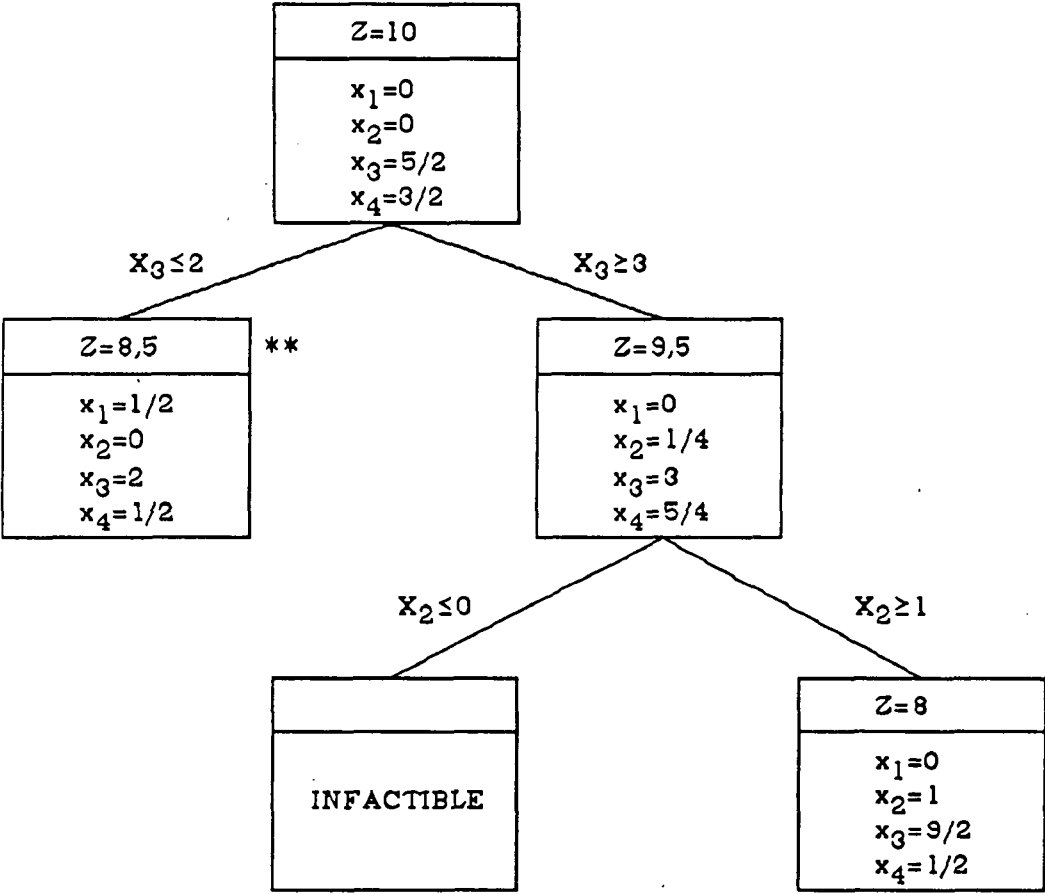 Z=10
x₁=0
x₂=0
x₃=5/2
x₄=3/2
X₃≤2
X₃≥3
Z=8,5
**
x₁=1/2
x₂=0
x₃=2
x₄=1/2
Z=9,5
x₁=0
x₂=1/4
x₃=3
x₄=5/4
X₂≤0
X₂≥1
INFACTIBLE
Z=8
x₁=0
x₂=1
x₃=9/2
x₄=1/2